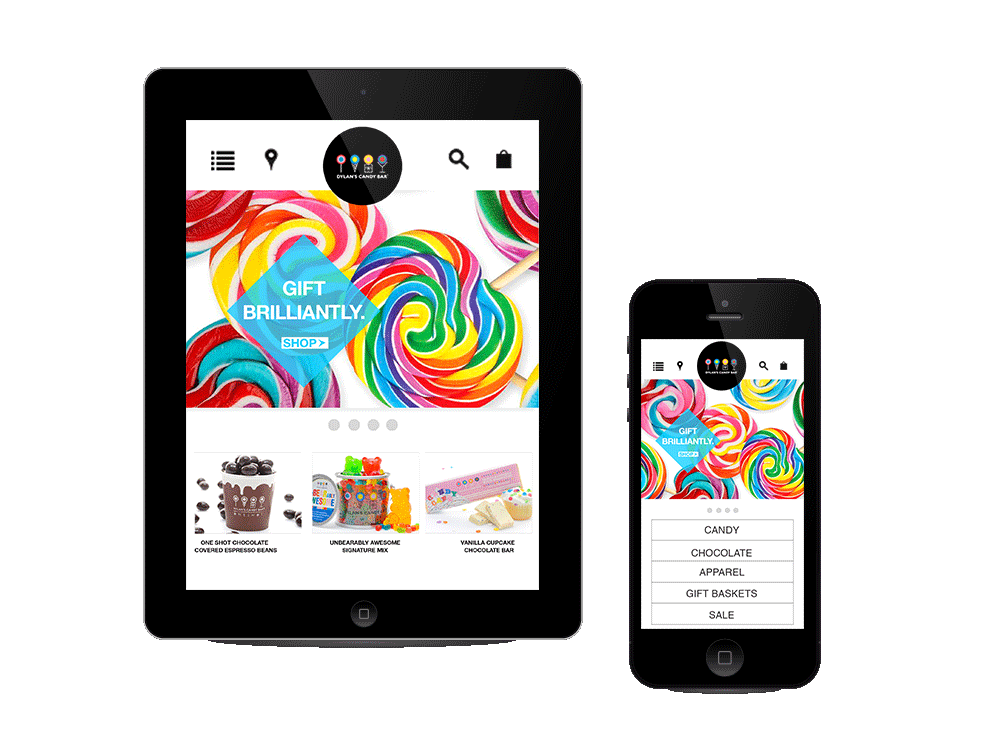 DYLAN'S CANDY BAR
GIFT
BRILLIANTLY.
SHOP >
ONE SHOT CHOCOLATE
COVERED ESPRESSO BEANS
UNBEARABLY AWESOME
SIGNATURE MIX
VANILLA CUPCAKE
CHOCOLATE BAR
DYLAN'S CANDY BAR
GIFT
BRILLIANTLY.
SHOP >
CANDY
CHOCOLATE
APPAREL
GIFT BASKETS
SALE